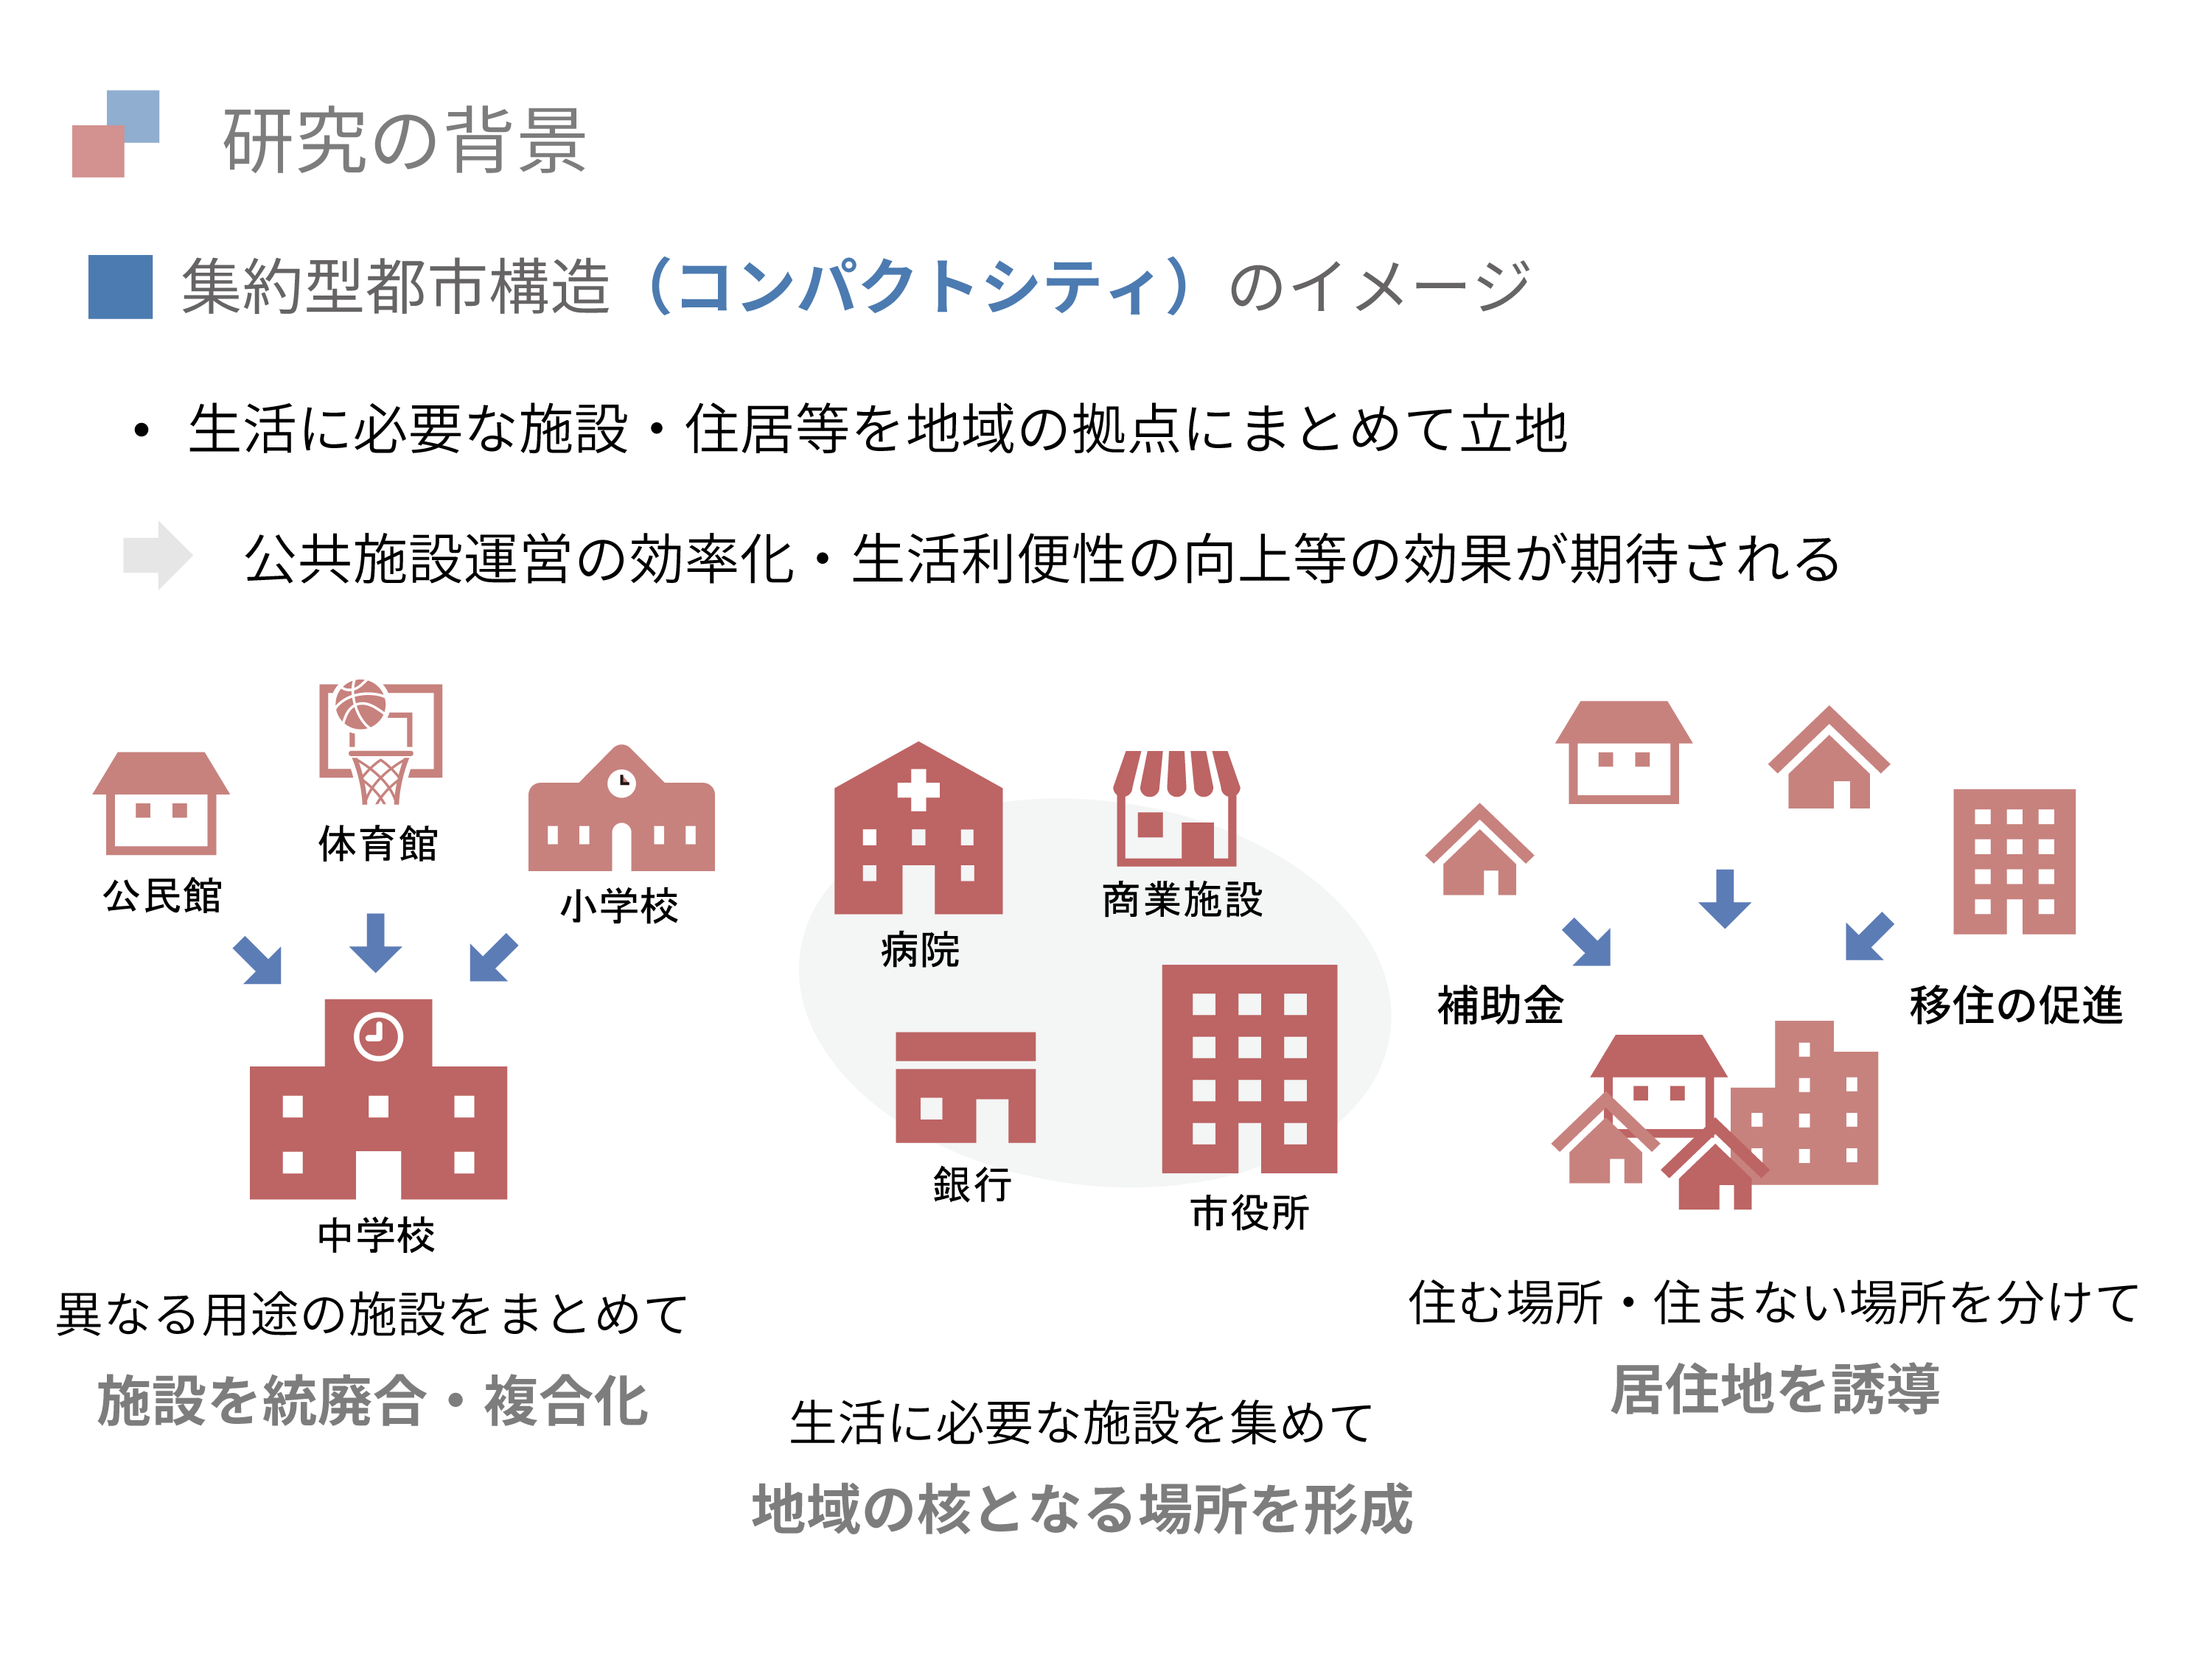 研究の背景
集約型都市構造（コンパクトシティ）のイメージ
• 生活に必要な施設・住居等を地域の拠点にまとめて立地
公共施設運営の効率化・生活利便性の向上等の効果が期待される
体育館
公民館
小学校
中学校
異なる用途の施設をまとめて
施設を統廃合・複合化
商業施設
病院
銀行
市役所
生活に必要な施設を集めて
地域の核となる場所を形成
補助金
移住の促進
住む場所・住まない場所を分けて
居住地を誘導